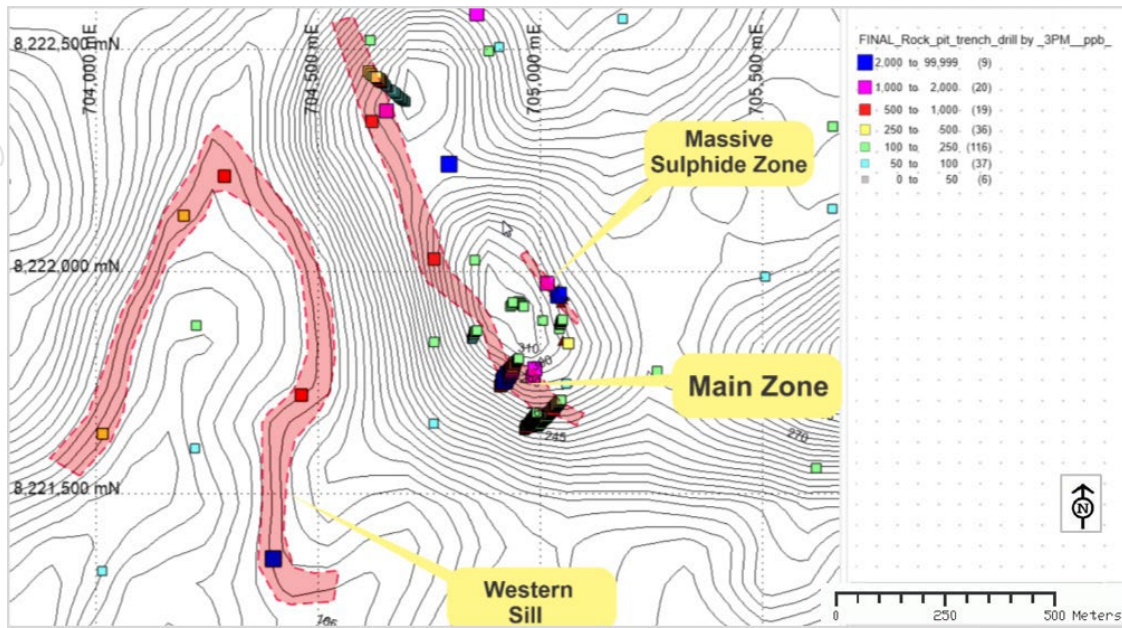 8,222,500 mN
704,000 mE
704,500 mE
705,000 mE
705,500 mE
Massive
Sulphide Zone
8,222,000 mN
310
Main Zone
245
270
8,221,500 mN
Western
Sill
FINAL_Rock_pit_trench_drill by _3PM__ppb_
2,000 to 99,999 (9)
1,000 to 2,000 (20)
500 to 1,000 (19)
250 to 500 (36)
100 to 250 (116)
50 to 100 (37)
0 to 50 (6)
N
0 250 500 Meters